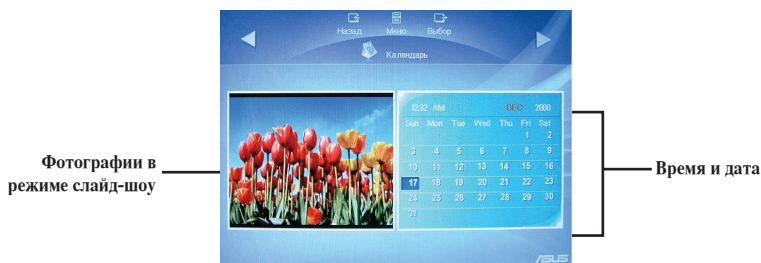 Назад Меню Выбор
Календарь
12:32 AM DEC 2000
Sun Mon Tue Wed Thu Fri Sat
1 2
3 4 5 6 7 8 9
10 11 12 13 14 15 16
17 18 19 20 21 22 23
24 25 26 27 28 29 30
31
Фотографии в
режиме слайд-шоу
Время и дата
ASUS